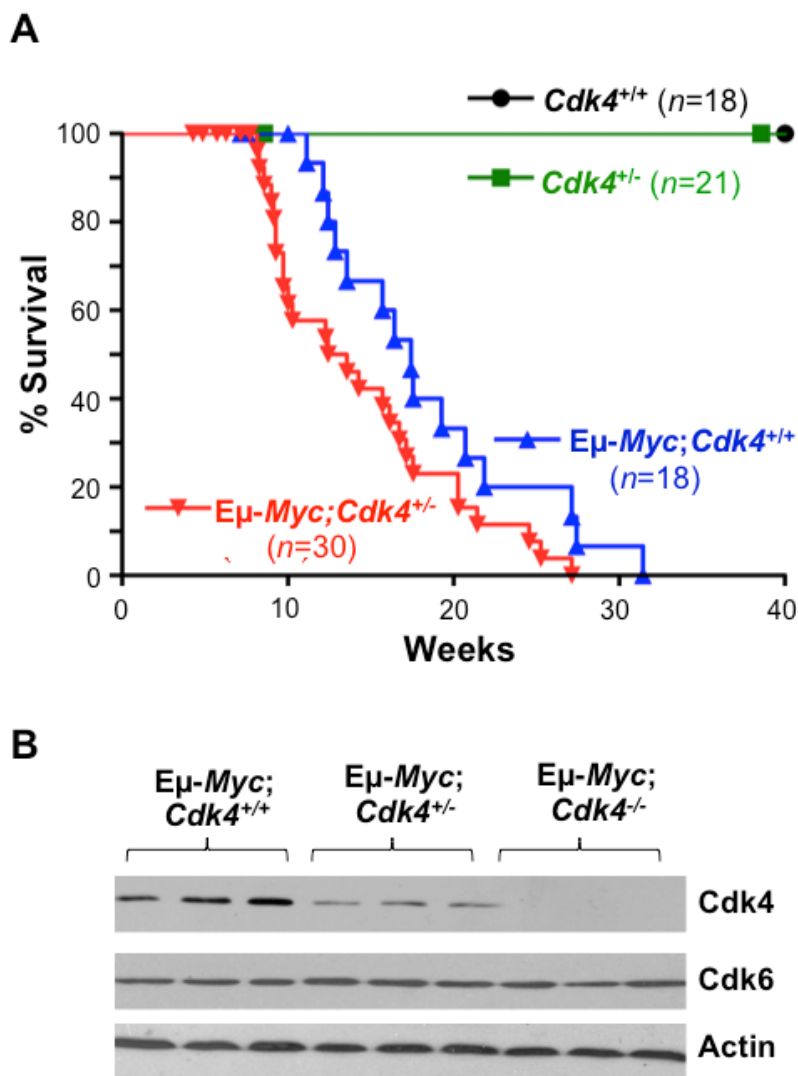 A
Cdk4+/+ (n=18)
Cdk4+/- (n=21)
100
80
60
40
20
0
% Survival
Eμ-Myc;Cdk4+/+
(n=18)
Eμ-Myc;Cdk4+/-
(n=30)
0 10 20 30 40
Weeks
B
Eμ-Myc; Eμ-Myc; Eμ-Myc;
Cdk4+/+ Cdk4+/- Cdk4-/-
Cdk4
Cdk6
Actin